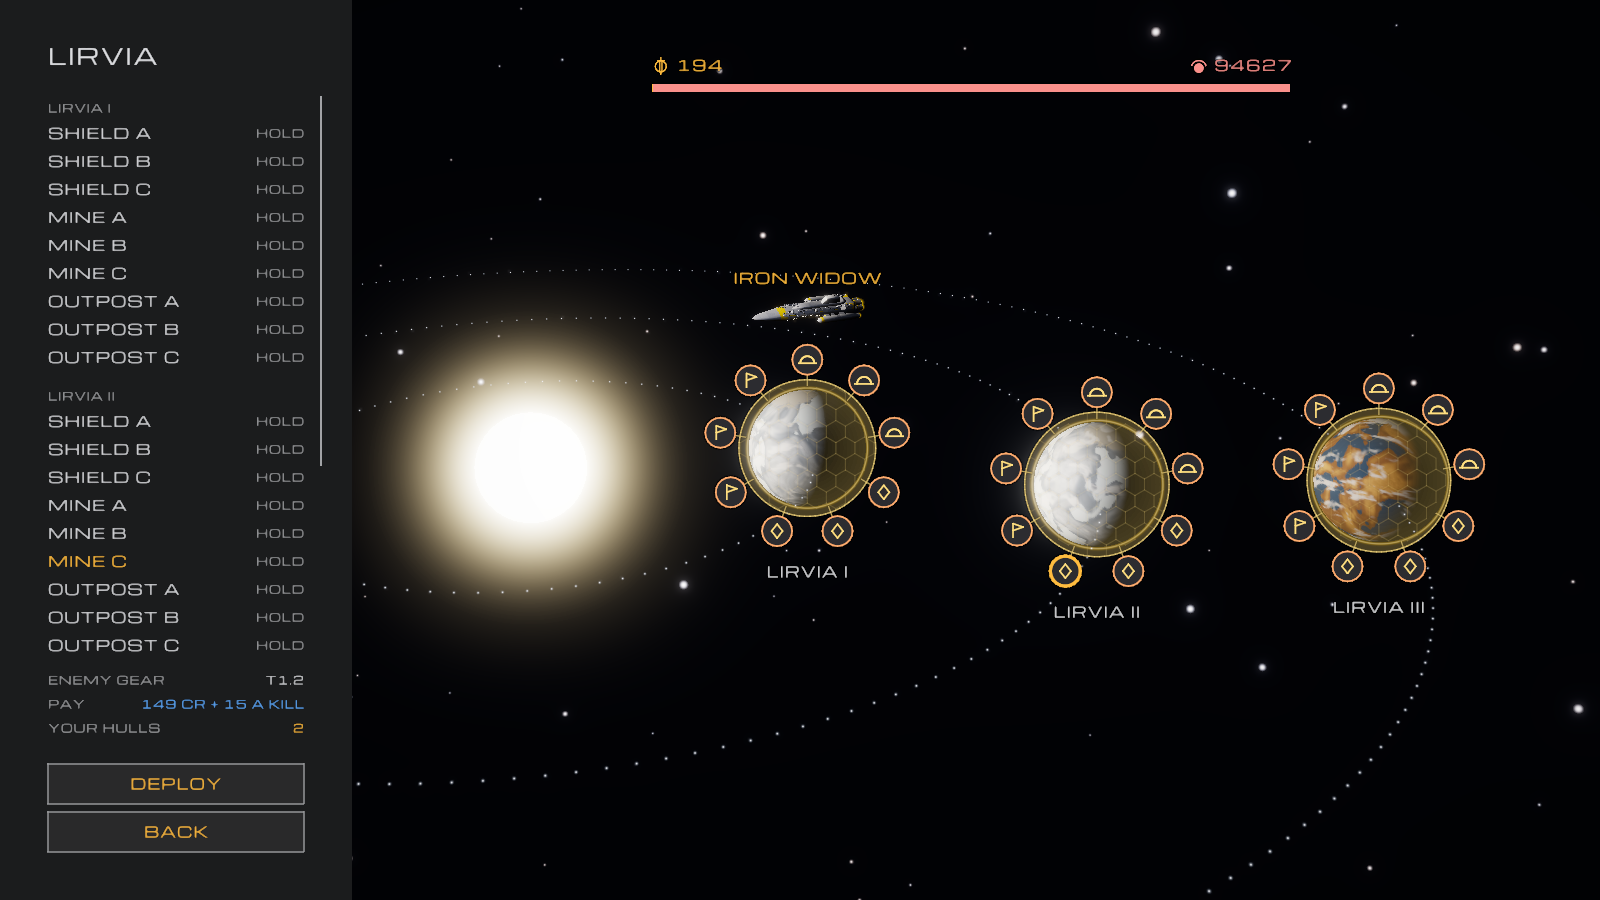 LIRVIA
LIRVIA I
SHIELD A HOLD
SHIELD B HOLD
SHIELD C HOLD
MINE A HOLD
MINE B HOLD
MINE C HOLD
OUTPOST A HOLD
OUTPOST B HOLD
OUTPOST C HOLD
LIRVIA II
SHIELD A HOLD
SHIELD B HOLD
SHIELD C HOLD
MINE A HOLD
MINE B HOLD
MINE C HOLD
OUTPOST A HOLD
OUTPOST B HOLD
OUTPOST C HOLD
ENEMY GEAR T1.2
PAY 149 CR + 15 A KILL
YOUR HULLS 2
DEPLOY
BACK
194
94627
IRON WIDOW
LIRVIA I
LIRVIA II
LIRVIA III